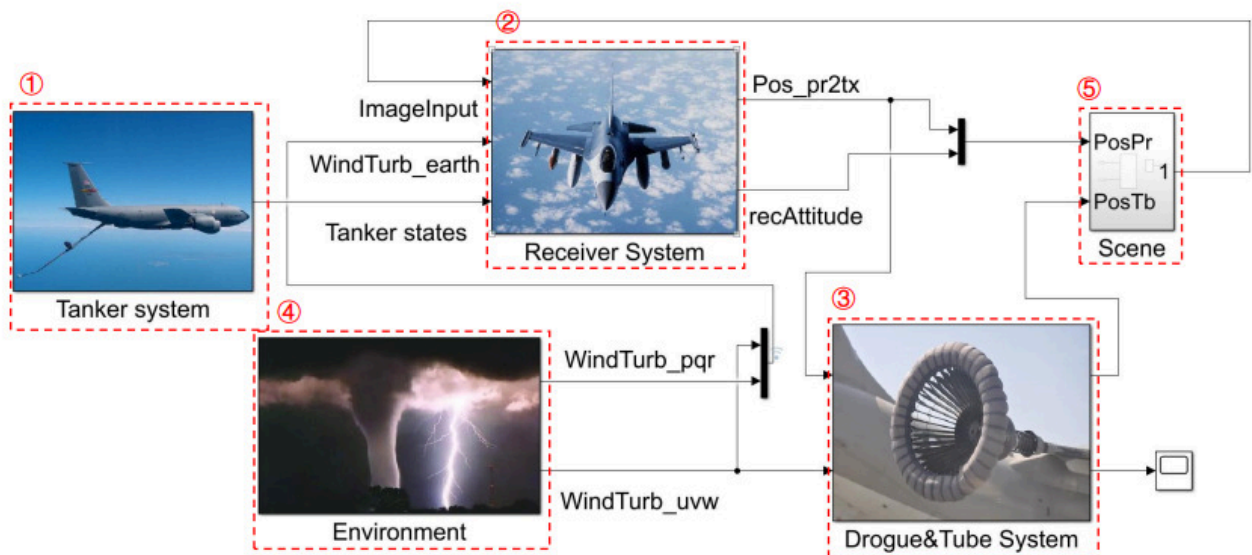 ①
②
③
④
⑤
ImageInput
WindTurb_earth
Tanker states
Tanker system
Receiver System
Pos_pr2tx
recAttitude
PosPr
1
PosTb
Scene
WindTurb_pqr
WindTurb_uvw
Environment
Drogue&Tube System